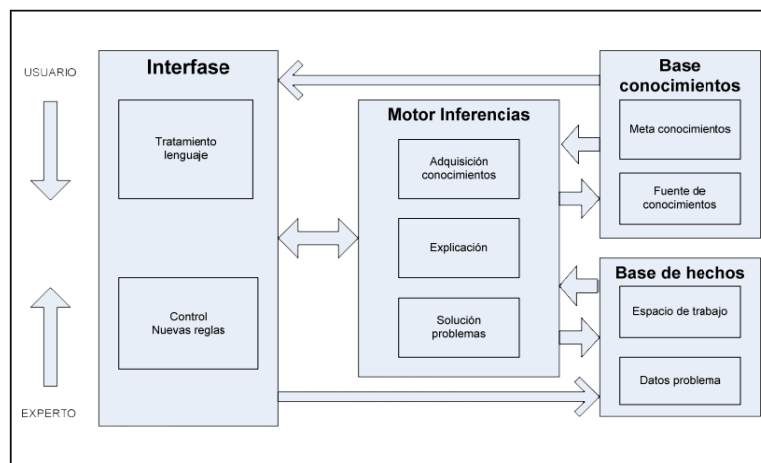 USUARIO
Interfase
Tratamiento
lenguaje
Control
Nuevas reglas
EXPERTO
Motor Inferencias
Adquisición
conocimientos
Explicación
Solución
problemas
Base
conocimientos
Meta conocimientos
Fuente de
conocimientos
Base de hechos
Espacio de trabajo
Datos problema